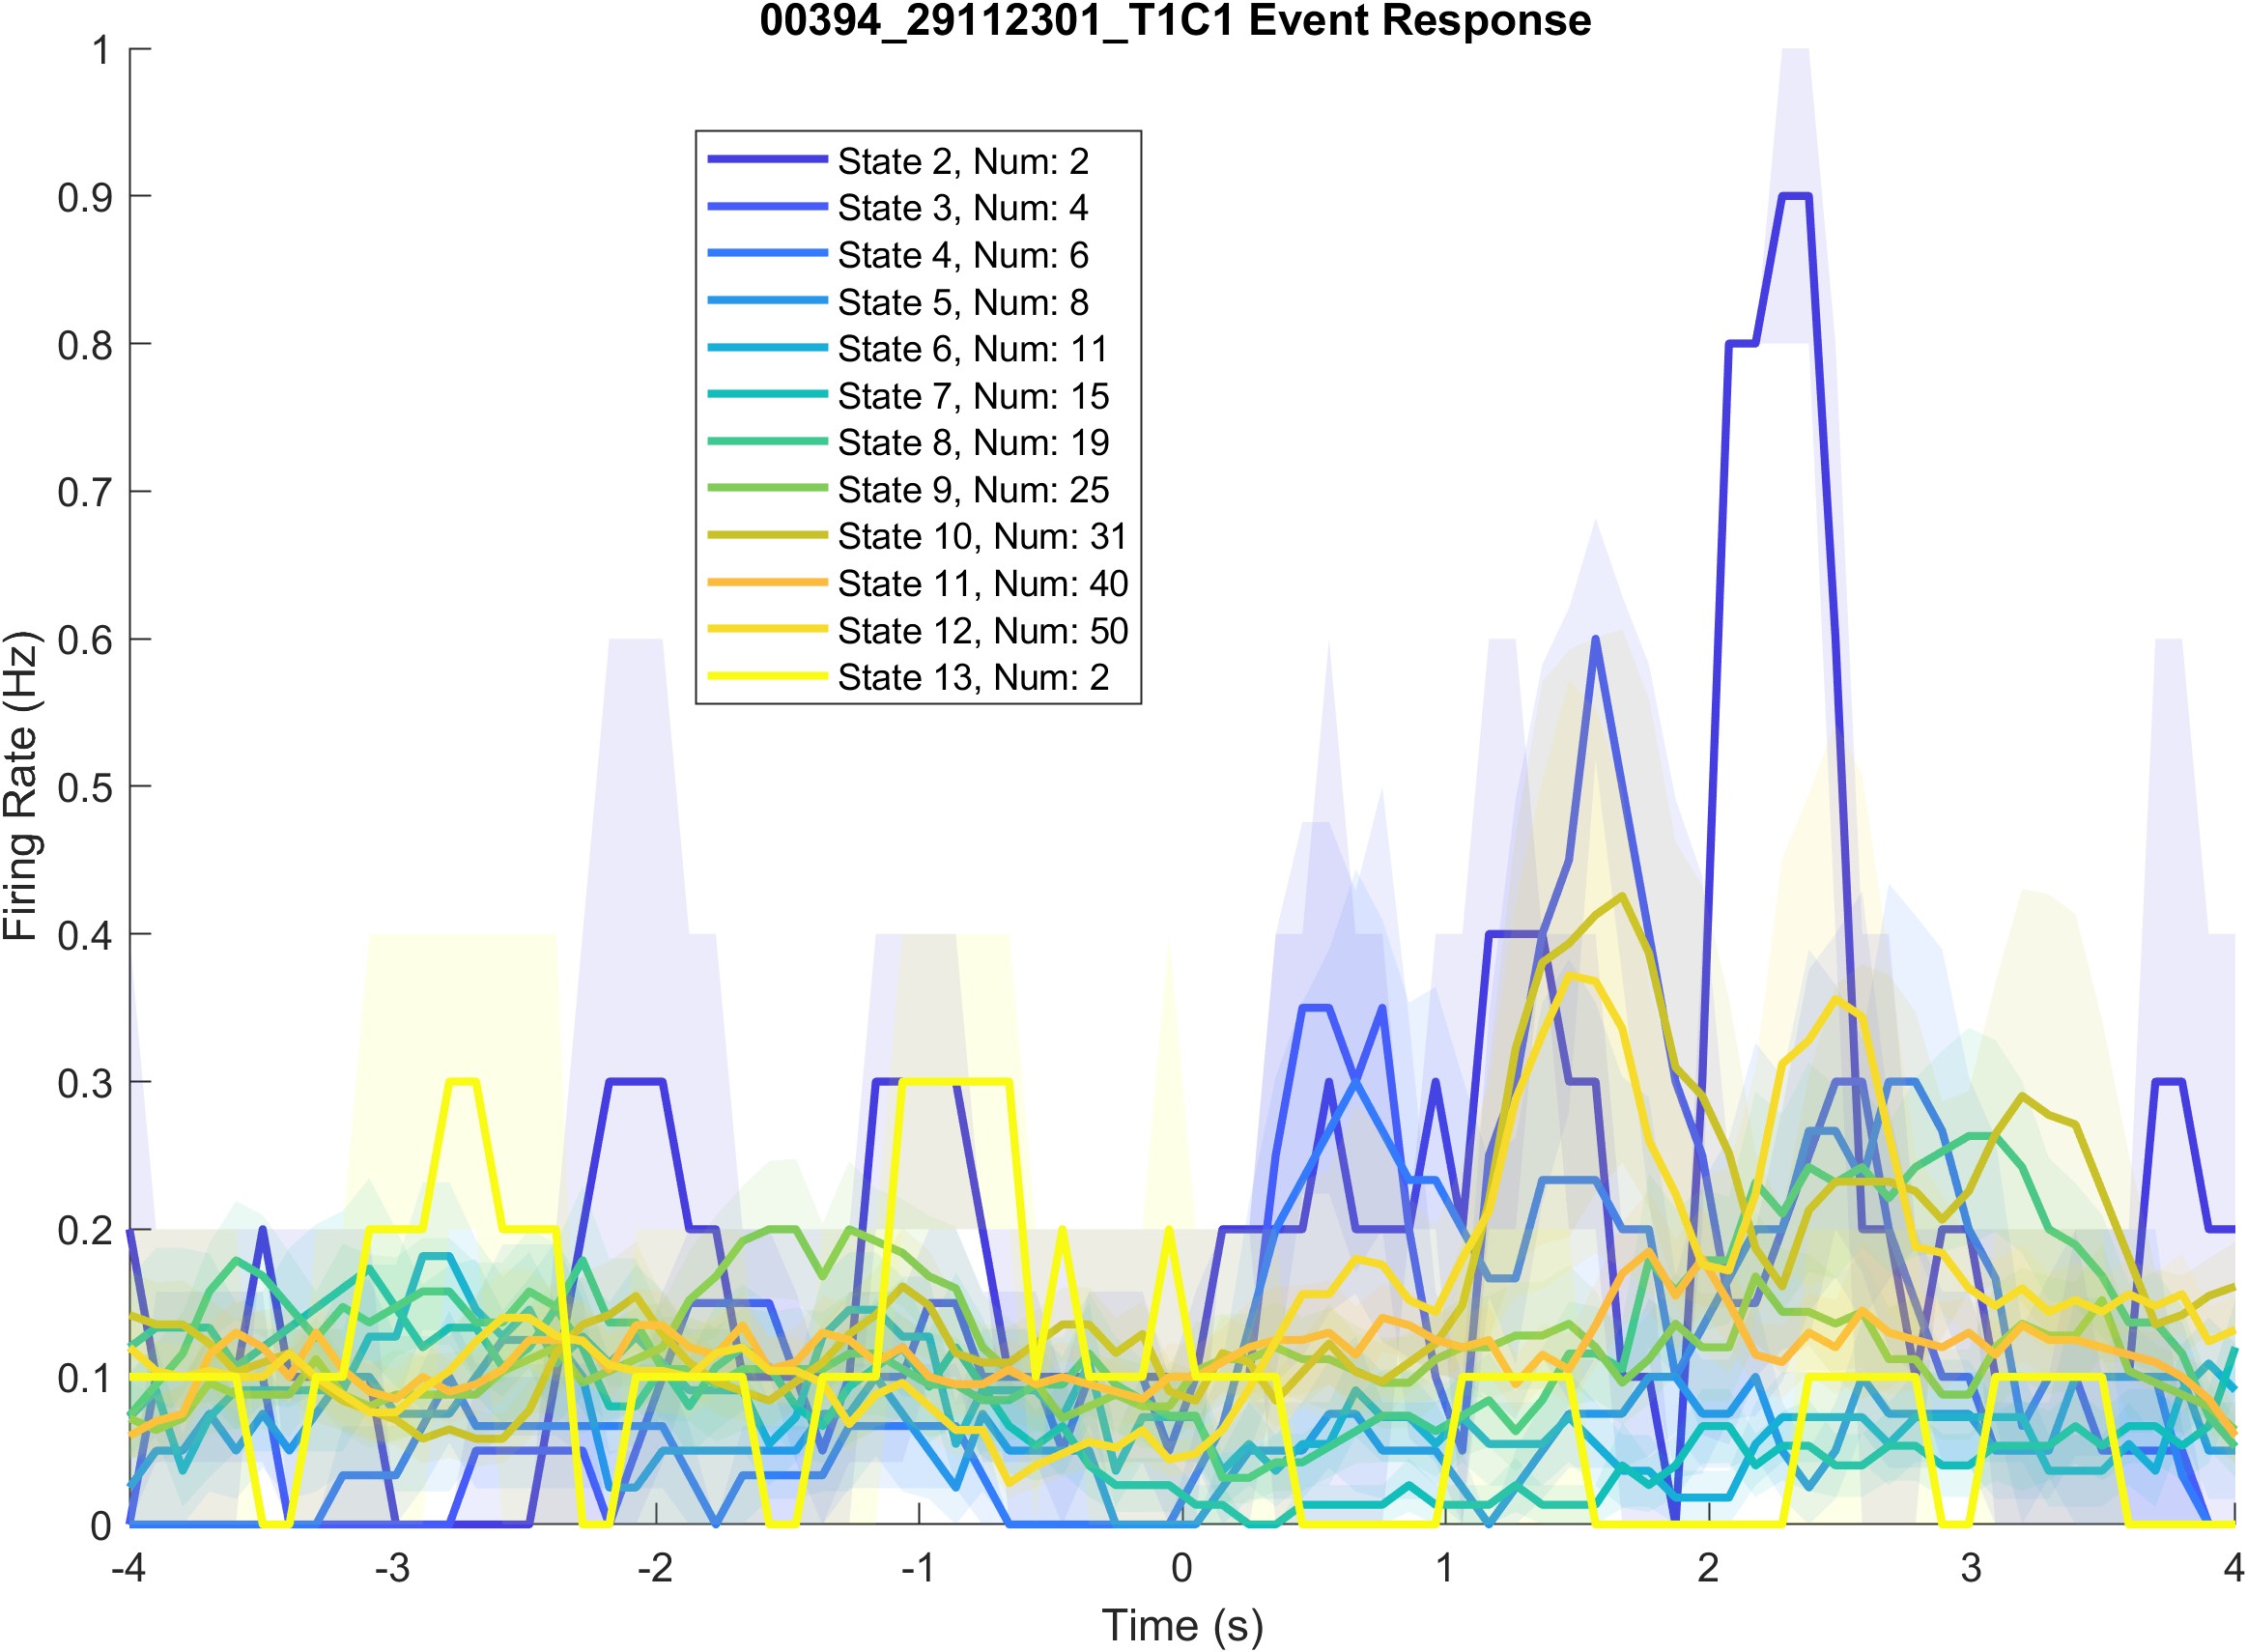 00394_29112301_T1C1 Event Response
1
0.9
0.8
0.7
0.6
0.5
0.4
0.3
0.2
0.1
0
Firing Rate (Hz)
State 2, Num: 2
State 3, Num: 4
State 4, Num: 6
State 5, Num: 8
State 6, Num: 11
State 7, Num: 15
State 8, Num: 19
State 9, Num: 25
State 10, Num: 31
State 11, Num: 40
State 12, Num: 50
State 13, Num: 2
-4 -3 -2 -1 0 1 2 3 4
Time (s)